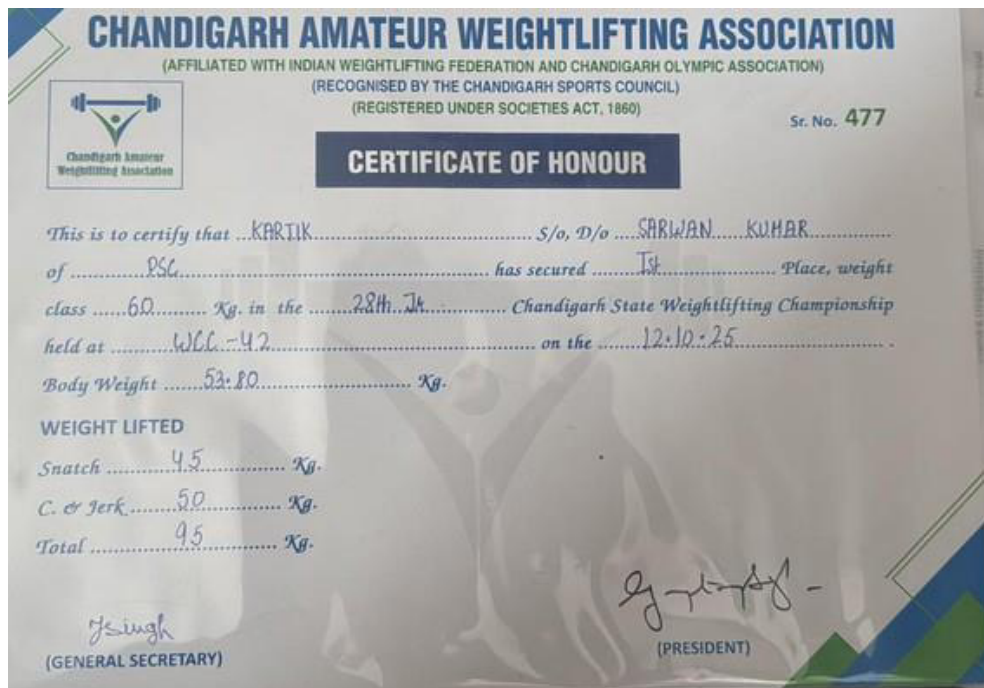 CHANDIGARH AMATEUR WEIGHTLIFTING ASSOCIATION
(AFFILIATED WITH INDIAN WEIGHTLIFTING FEDERATION AND CHANDIGARH OLYMPIC ASSOCIATION)
(RECOGNISED BY THE CHANDIGARH SPORTS COUNCIL)
(REGISTERED UNDER SOCIETIES ACT, 1860)
Sr. No. 477
Chandigarh Amateur
Weightlifting Association
CERTIFICATE OF HONOUR
This is to certify that KARTIK S/o, D/o SARWAN KUMAR
of PSC has secured Ist Place, weight
class 60 Kg. in the 28th Jr. Chandigarh State Weightlifting Championship
held at WCC-42 on the 12.10.25.
Body Weight 53.80 Kg.
WEIGHT LIFTED
Snatch 45 Kg.
C. & Jerk 50 Kg.
Total 95 Kg.
JSingh
(GENERAL SECRETARY)
(PRESIDENT)